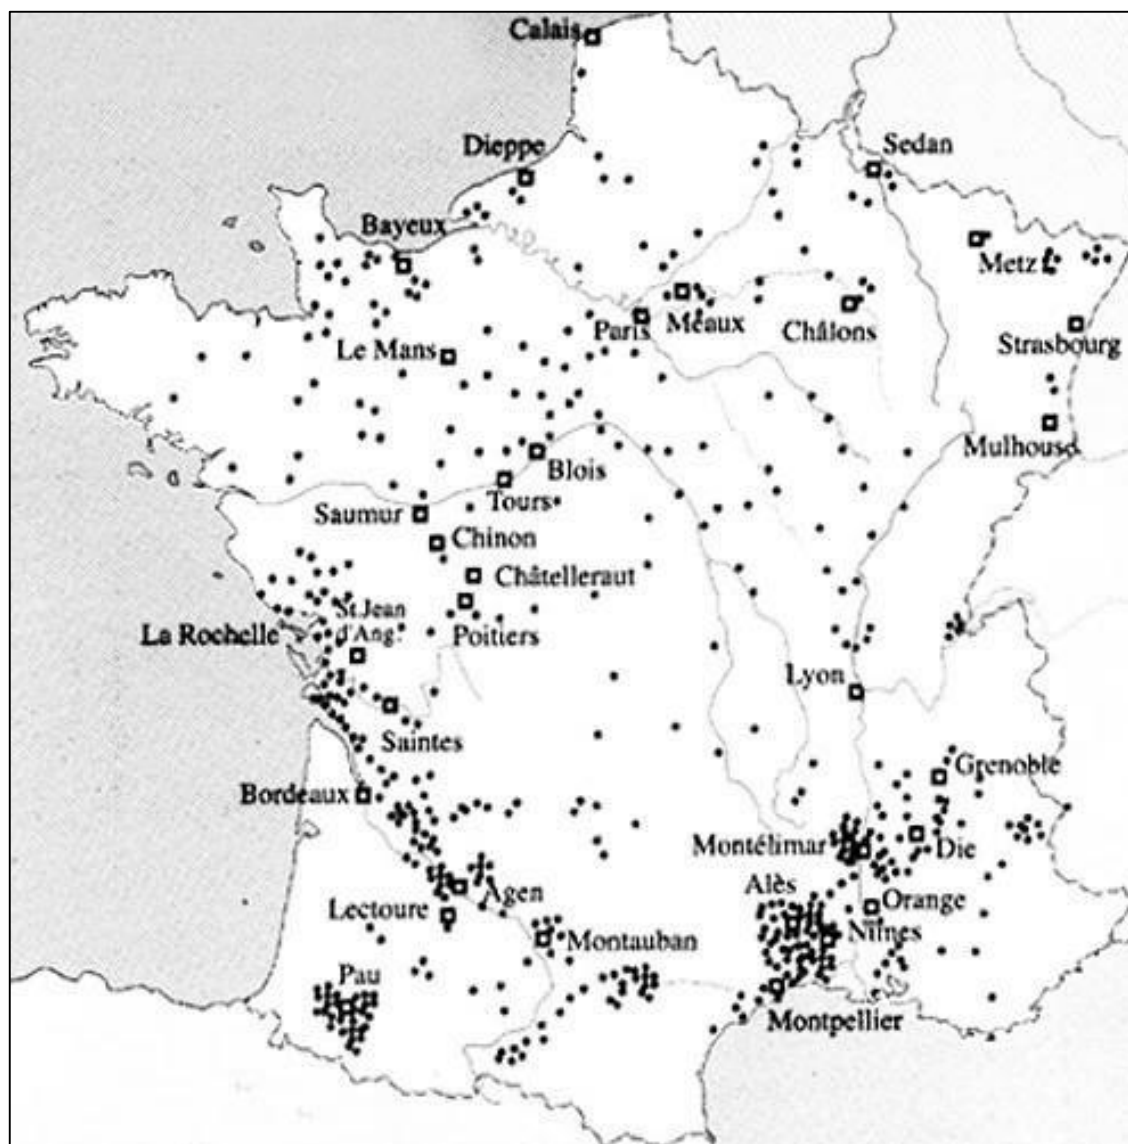 Calais
Dieppe
Sedan
Bayeux
Metz
Paris
Meaux
Châlons
Strasbourg
Le Mans
Mulhouse
Blois
Tours
Saumur
Chinon
Châtelleraut
St Jean
d'Ang.
La Rochelle
Poitiers
Lyon
Saintes
Grenoble
Bordeaux
Montélimar
Die
Alès
Agen
Orange
Lectoure
Nîmes
Montauban
Pau
Montpellier